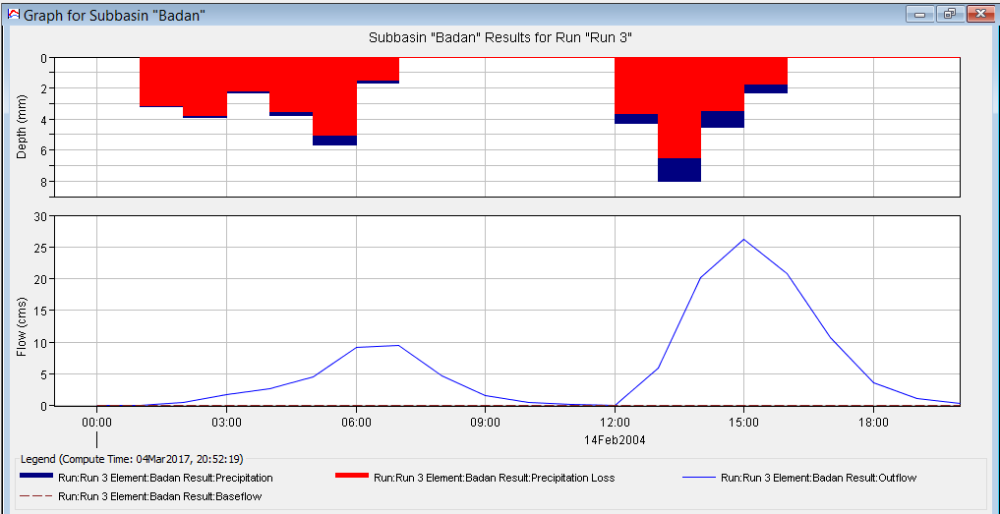 Graph for Subbasin "Badan"
Subbasin "Badan" Results for Run "Run 3"
0
2
4
6
8
Depth (mm)
30
25
20
15
10
5
0
Flow (cms)
00:00 03:00 06:00 09:00 12:00 15:00 18:00
14Feb2004
Legend (Compute Time: 04Mar2017, 20:52:19)
Run:Run 3 Element:Badan Result:Precipitation Run:Run 3 Element:Badan Result:Precipitation Loss Run:Run 3 Element:Badan Result:Outflow
Run:Run 3 Element:Badan Result:Baseflow